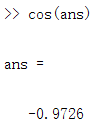 >> cos(ans)
ans =
-0.9726